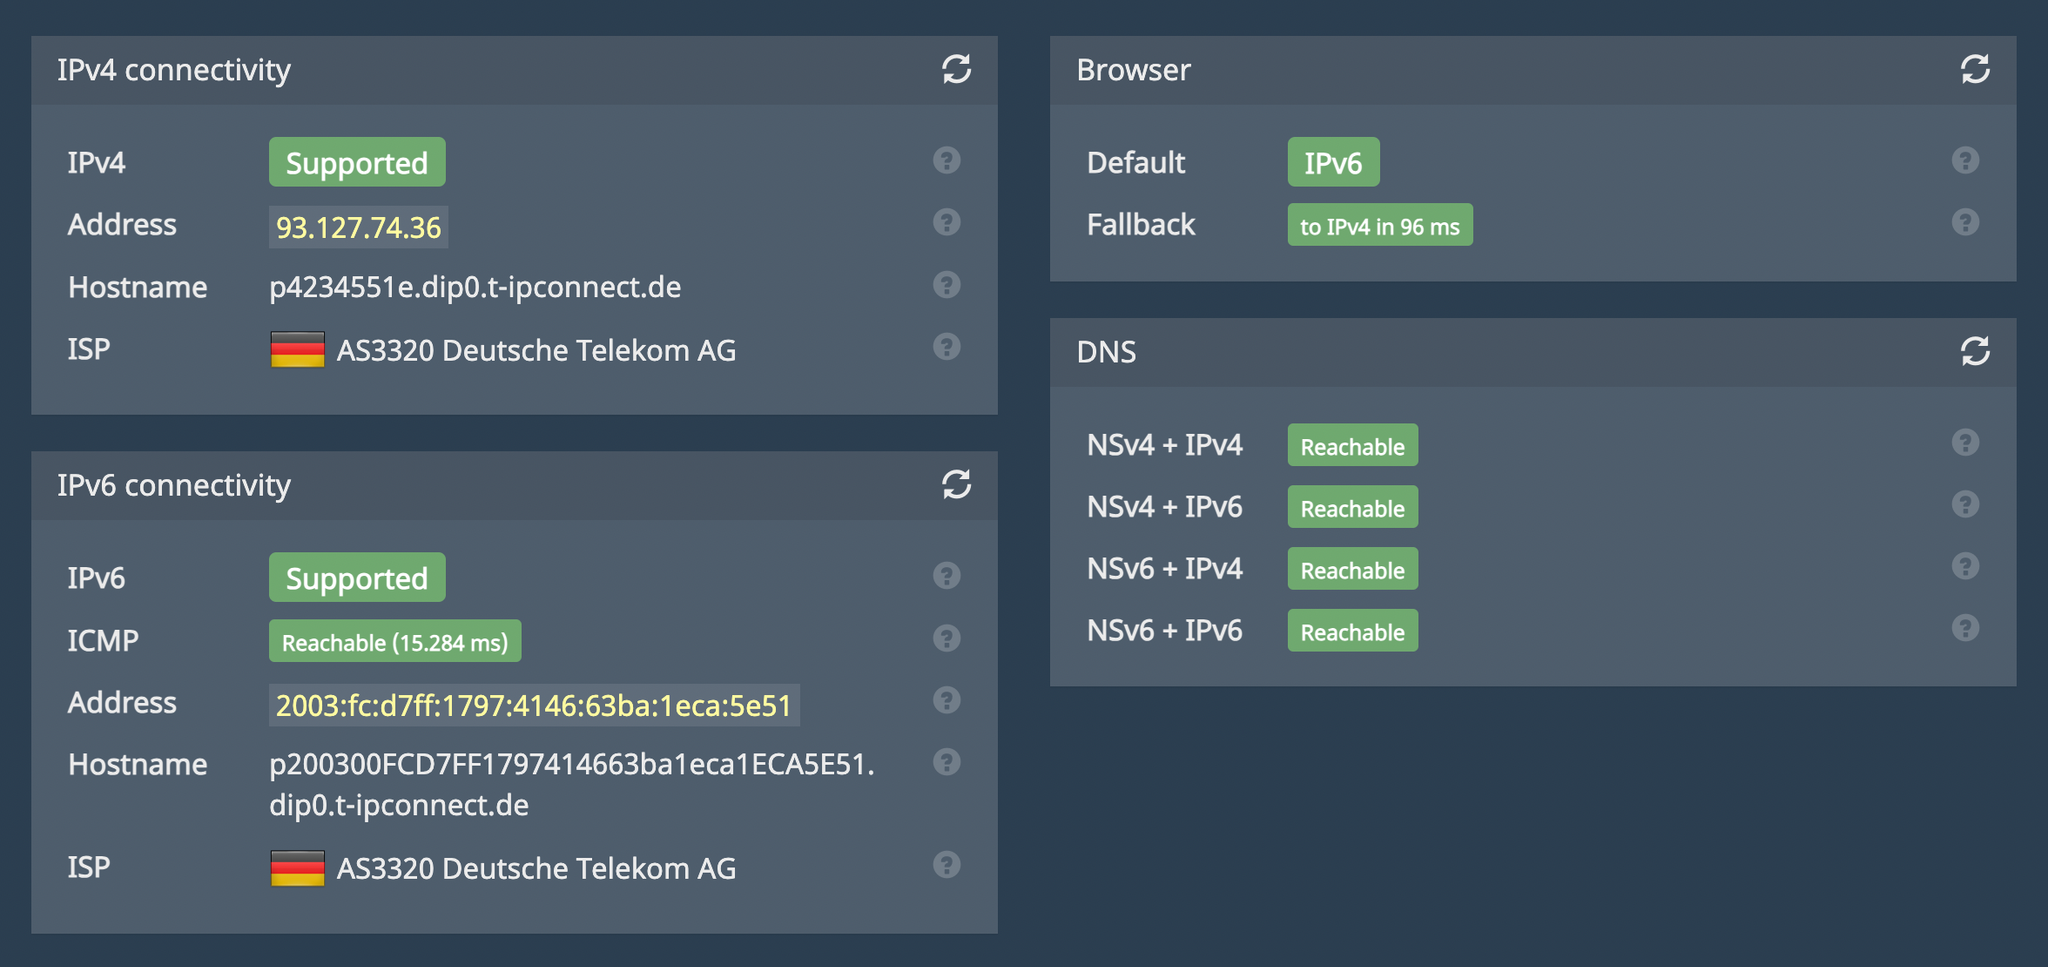 IPv4 connectivity
IPv4 Supported
Address 93.127.74.36
Hostname p4234551e.dip0.t-ipconnect.de
ISP AS3320 Deutsche Telekom AG
IPv6 connectivity
IPv6 Supported
ICMP Reachable (15.284 ms)
Address 2003:fc:d7ff:1797:4146:63ba:1eca:5e51
Hostname p200300FCD7FF1797414663ba1eca1ECA5E51.
dip0.t-ipconnect.de
ISP AS3320 Deutsche Telekom AG
Browser
Default IPv6
Fallback to IPv4 in 96 ms
DNS
NSv4 + IPv4 Reachable
NSv4 + IPv6 Reachable
NSv6 + IPv4 Reachable
NSv6 + IPv6 Reachable